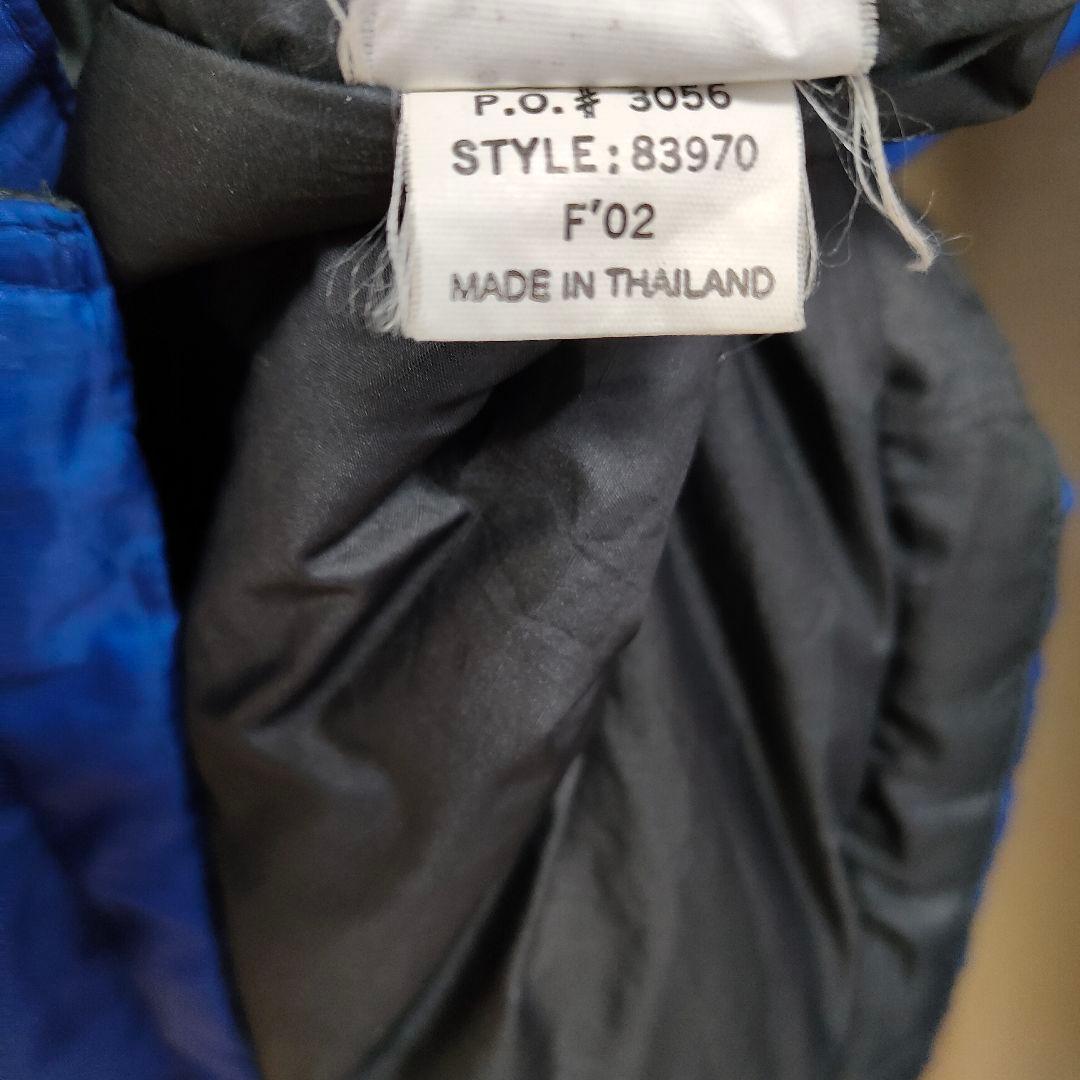 P.O.# 3056
STYLE:83970
F'02
MADE IN THAILAND